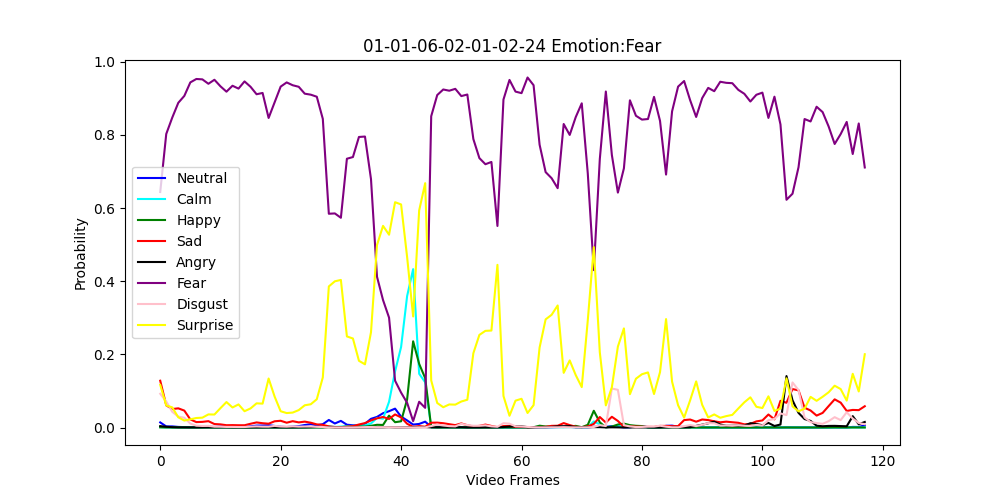 01-01-06-02-01-02-24 Emotion:Fear
1.0
0.8
0.6
0.4
0.2
0.0
Probability
Neutral
Calm
Happy
Sad
Angry
Fear
Disgust
Surprise
0 20 40 60 80 100 120
Video Frames